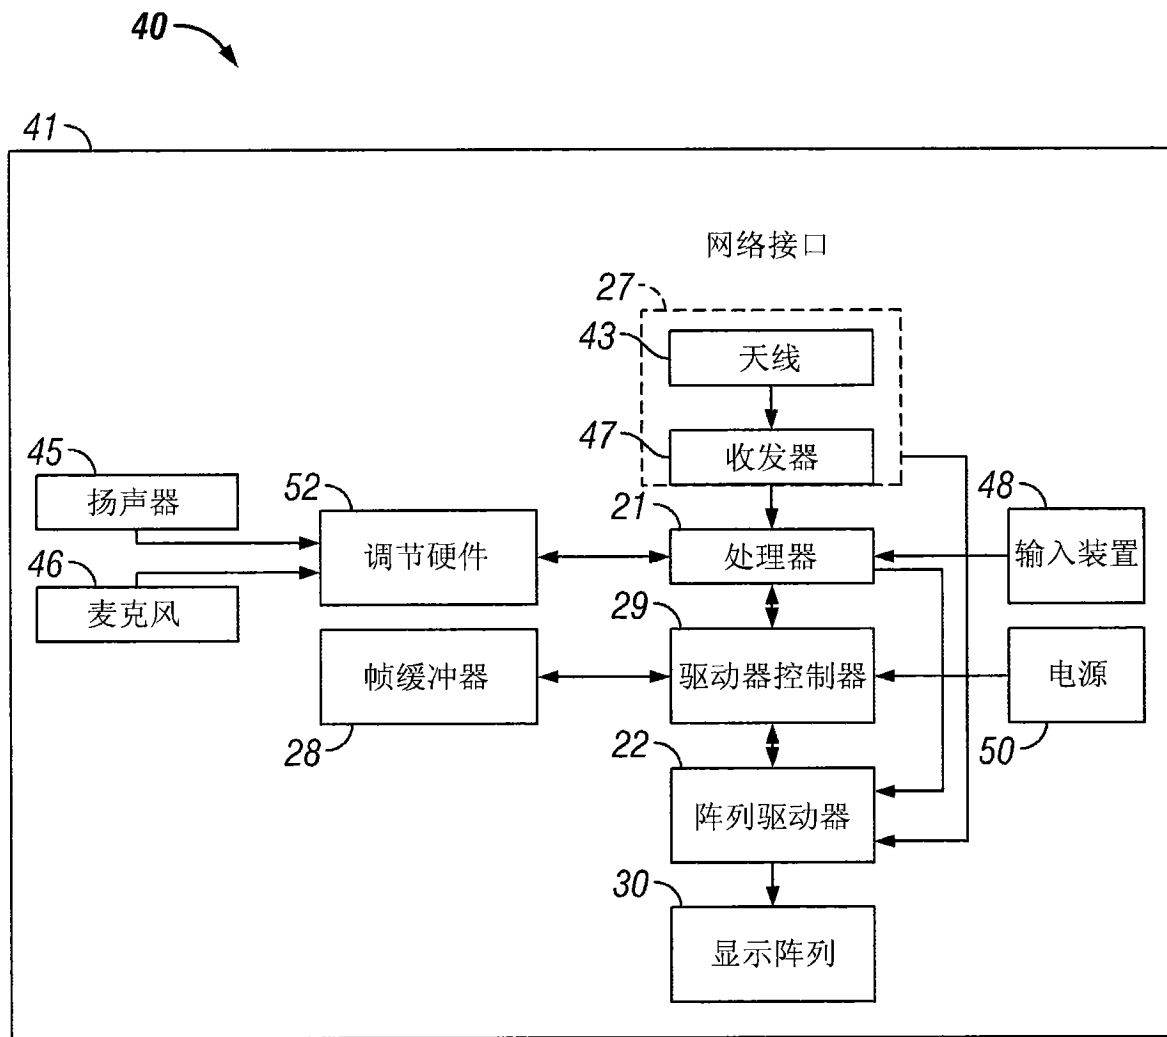 40
41
网络接口
27
43
天线
47
收发器
45
扬声器
52
调节硬件
21
处理器
48
输入装置
46
麦克风
29
驱动器控制器
帧缓冲器
28
电源
50
22
阵列驱动器
30
显示阵列